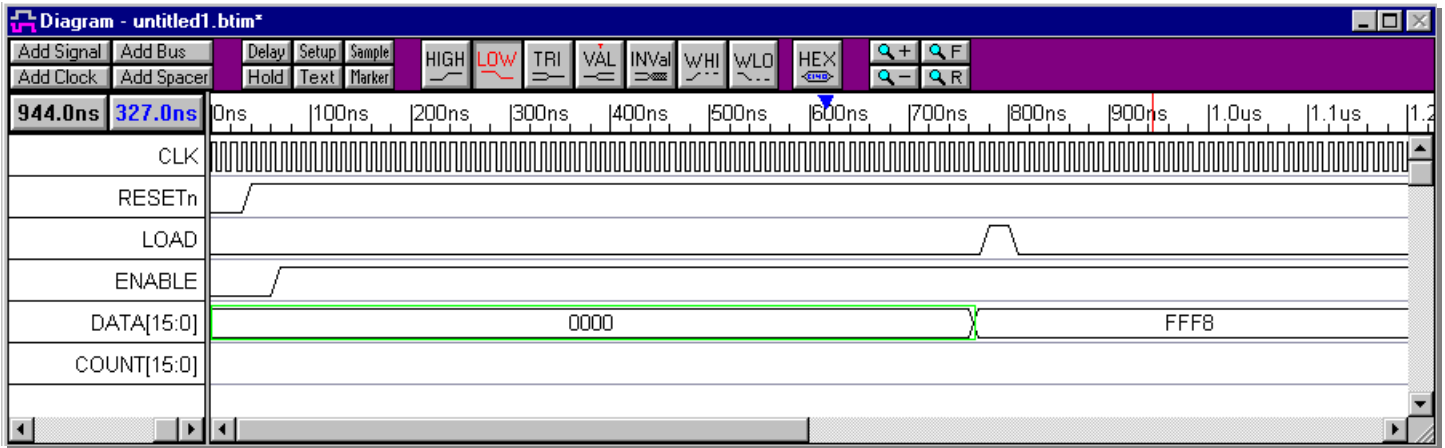 Diagram - untitled1.btim*
Add Signal Add Bus Delay Setup Sample HIGH LOW TRI VAL INVal WHI WLO HEX + F
Add Clock Add Spacer Hold Text Marker - R
944.0ns 327.0ns 0ns 100ns 200ns 300ns 400ns 500ns 600ns 700ns 800ns 900ns 1.0us 1.1us 1.2
CLK
RESETn
LOAD
ENABLE
DATA[15:0] 0000 FFF8
COUNT[15:0]